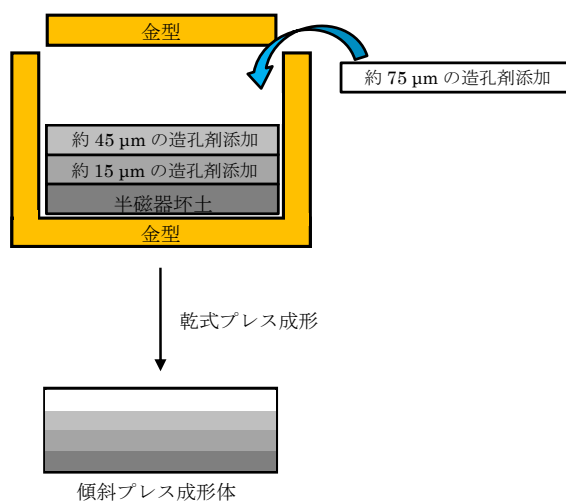 金型
約 75 μm の造孔剤添加
約 45 μm の造孔剤添加
約 15 μm の造孔剤添加
半磁器坏土
金型
乾式プレス成形
傾斜プレス成形体